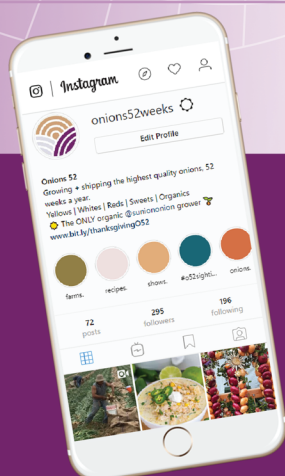 Instagram
onions52weeks
Edit Profile
Onions 52
Growing + shipping the highest quality onions, 52
weeks a year.
Yellows | Whites | Reds | Sweets | Organics
The ONLY organic @sunionsonion grower
www.bit.ly/thanksgivingO52
farms.
recipes.
shows.
#o52sighti...
onions.
72
posts
295
followers
196
following